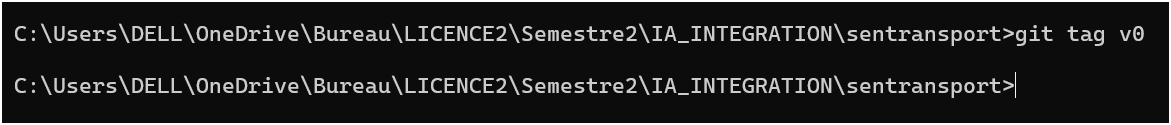 C:\Users\DELL\OneDrive\Bureau\LICENCE2\Semestre2\IA_INTEGRATION\sentransport>git tag v0
C:\Users\DELL\OneDrive\Bureau\LICENCE2\Semestre2\IA_INTEGRATION\sentransport>